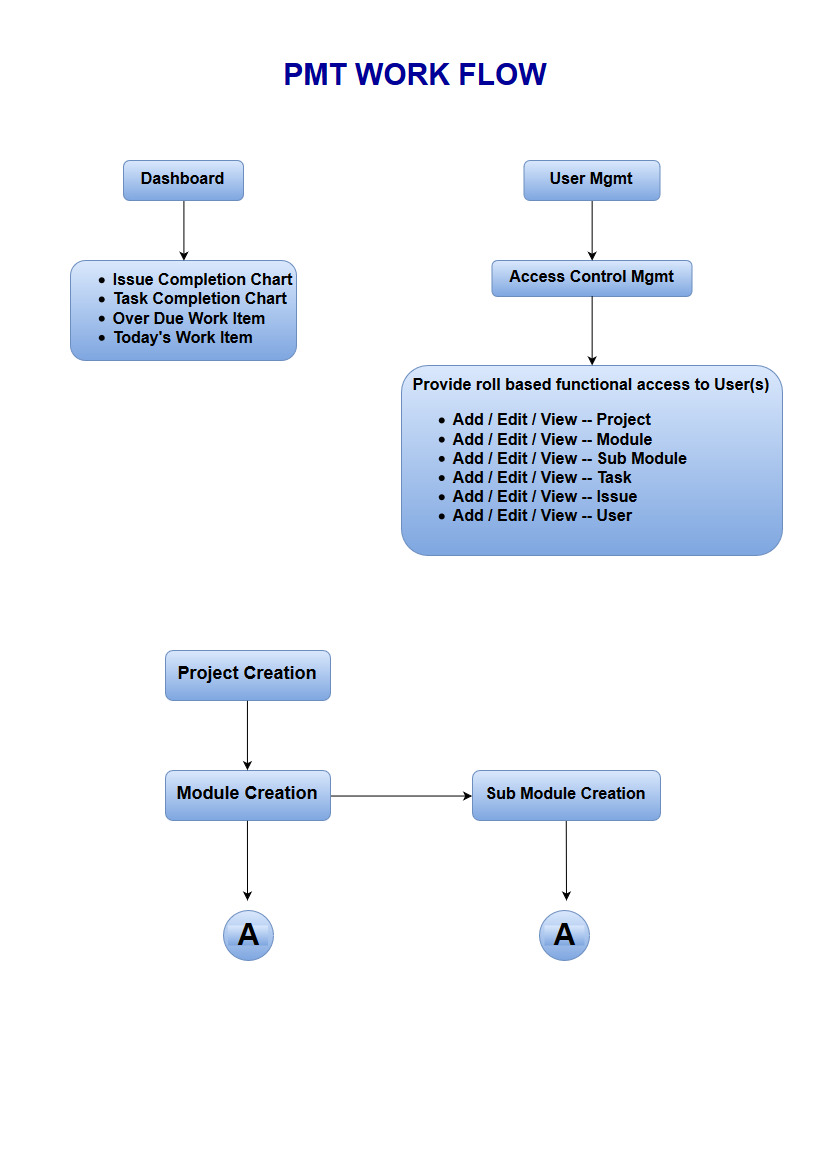 PMT WORK FLOW
Dashboard
Issue Completion Chart
Task Completion Chart
Over Due Work Item
Today's Work Item
User Mgmt
Access Control Mgmt
Provide roll based functional access to User(s)
Add / Edit / View -- Project
Add / Edit / View -- Module
Add / Edit / View -- Sub Module
Add / Edit / View -- Task
Add / Edit / View -- Issue
Add / Edit / View -- User
Project Creation
Module Creation
Sub Module Creation
A
A